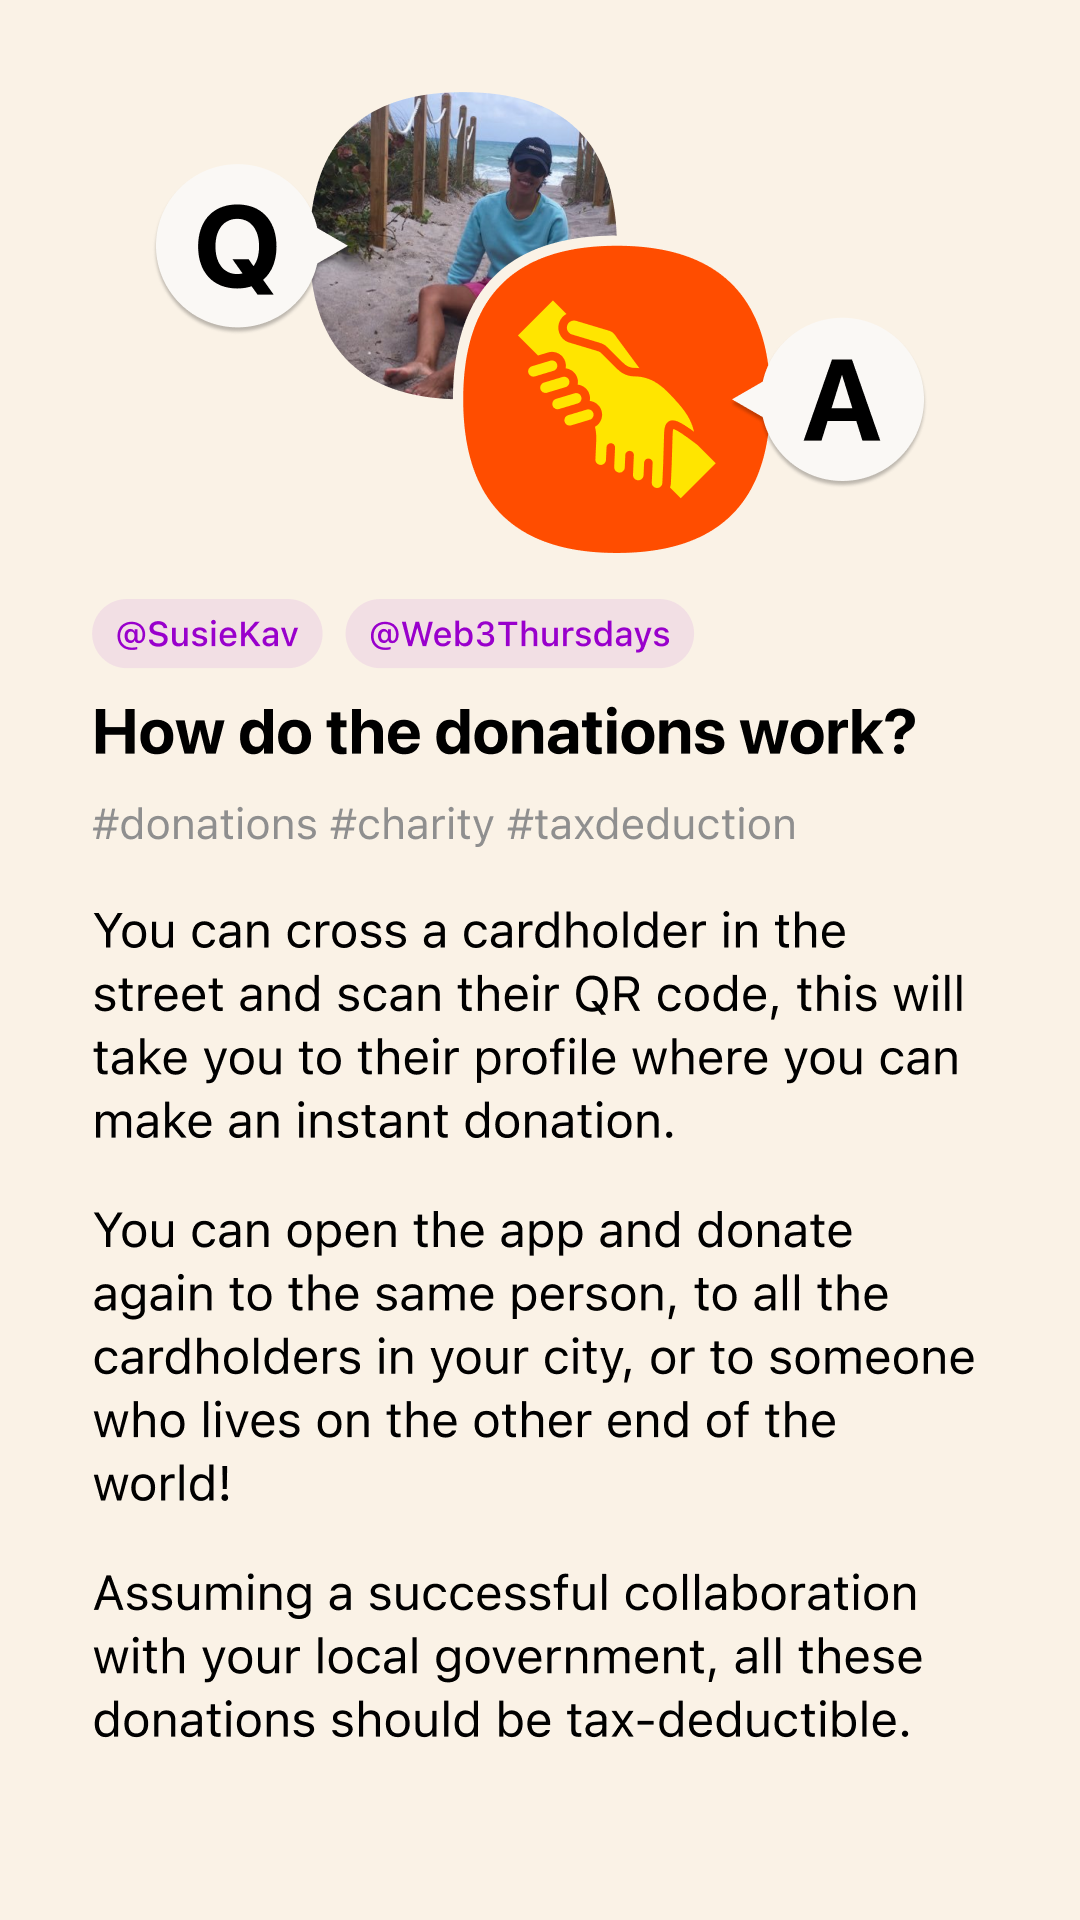 Q
A
@SusieKav @Web3Thursdays
How do the donations work?
#donations #charity #taxdeduction
You can cross a cardholder in the
street and scan their QR code, this will
take you to their profile where you can
make an instant donation.
You can open the app and donate
again to the same person, to all the
cardholders in your city, or to someone
who lives on the other end of the
world!
Assuming a successful collaboration
with your local government, all these
donations should be tax-deductible.